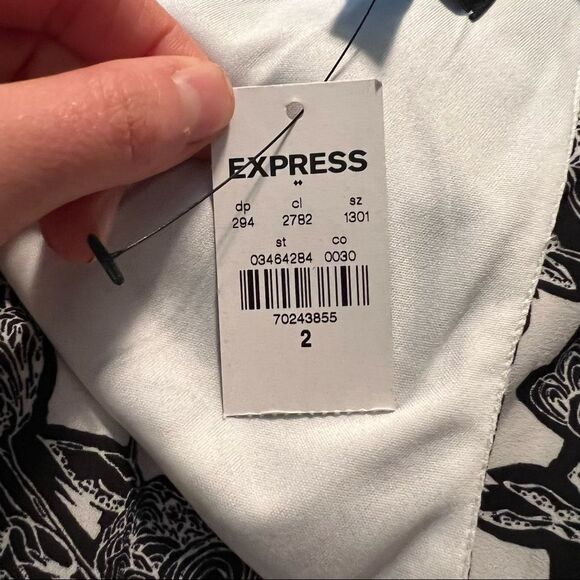 EXPRESS
dp cl sz
294 2782 1301
st co
03464284 0030
70243855
2